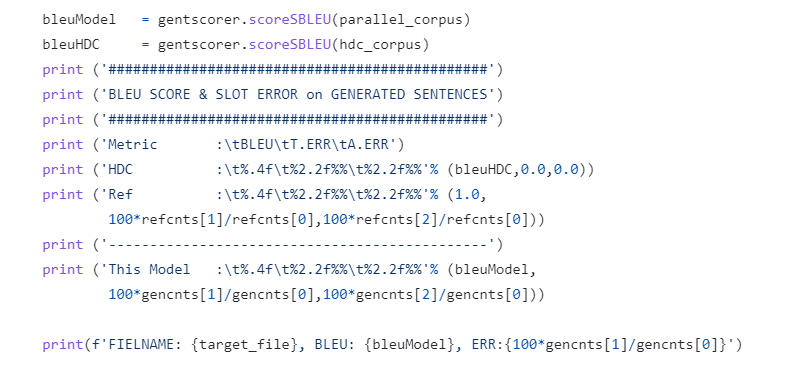 bleuModel   = gentscorer.scoreSBLEU(parallel_corpus)
bleuHDC     = gentscorer.scoreSBLEU(hdc_corpus)
print ('##############################################')
print ('BLEU SCORE & SLOT ERROR on GENERATED SENTENCES')
print ('##############################################')
print ('Metric       :\tBLEU\tT.ERR\tA.ERR')
print ('HDC          :\t%.4f\t%2.2f%%\t%2.2f%%'% (bleuHDC,0.0,0.0))
print ('Ref          :\t%.4f\t%2.2f%%\t%2.2f%%'% (1.0,
        100*refcnts[1]/refcnts[0],100*refcnts[2]/refcnts[0]))
print ('----------------------------------------------')
print ('This Model   :\t%.4f\t%2.2f%%\t%2.2f%%'% (bleuModel,
        100*gencnts[1]/gencnts[0],100*gencnts[2]/gencnts[0]))
print(f'FIELNAME: {target_file}, BLEU: {bleuModel}, ERR:{100*gencnts[1]/gencnts[0]}')